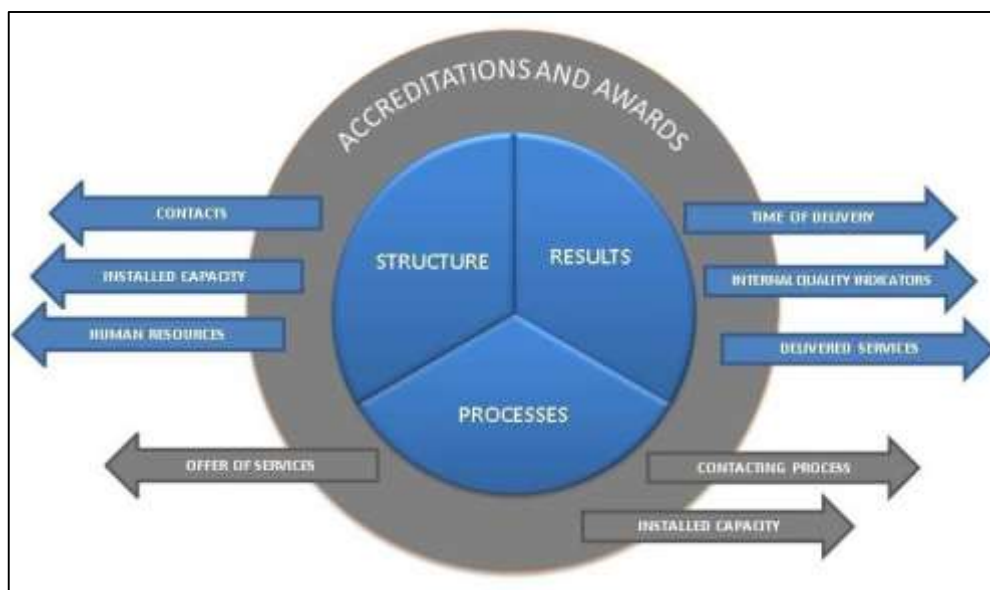 ACCREDITATIONS AND AWARDS
CONTACTS
TIME OF DELIVERY
STRUCTURE
RESULTS
INSTALLED CAPACITY
INTERNAL QUALITY INDICATORS
HUMAN RESOURCES
DELIVERED SERVICES
PROCESSES
OFFER OF SERVICES
CONTACTING PROCESS
INSTALLED CAPACITY